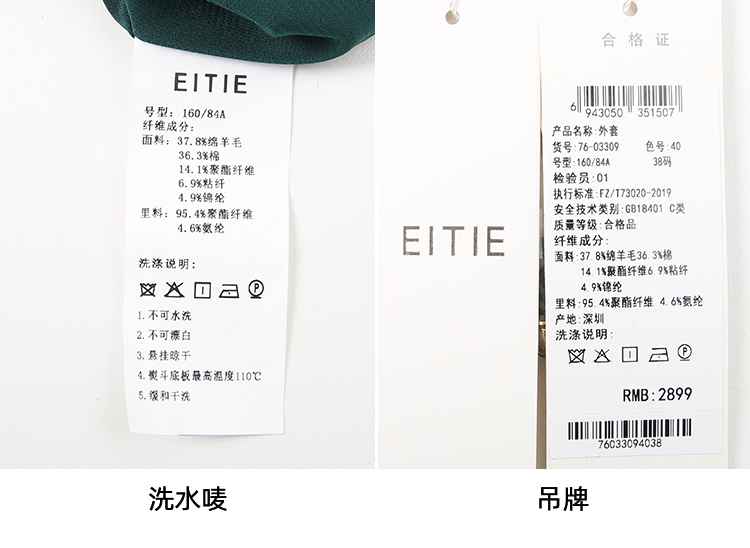 EITIE
号型：160/84A
纤维成分：
面料：37.8%绵羊毛
36.3%棉
14.1%聚酯纤维
6.9%粘纤
4.9%锦纶
里料：95.4%聚酯纤维
4.6%氨纶
洗涤说明：
1.不可水洗
2.不可漂白
3.悬挂晾干
4.熨斗底板最高温度110℃
5.缓和干洗
洗水唛
EITIE
合格证
6 943050 351507
产品名称：外套
货号：76-03309 色号：40
号型：160/84A 38码
检验员：01
执行标准：FZ/T73020-2019
安全技术类别：GB18401 C类
质量等级：合格品
纤维成分：
面料：37.8%绵羊毛36.3%棉
14.1%聚酯纤维6.9%粘纤
4.9%锦纶
里料：95.4%聚酯纤维 4.6%氨纶
产地：深圳
洗涤说明：
RMB：2899
76033094038
吊牌